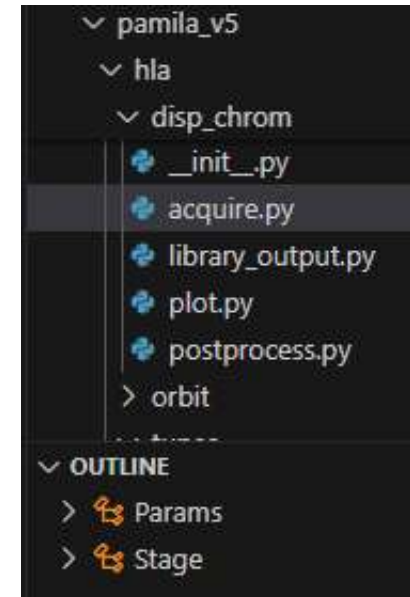 pamila_v5
hla
disp_chrom
__init__.py
acquire.py
library_output.py
plot.py
postprocess.py
orbit
OUTLINE
Params
Stage